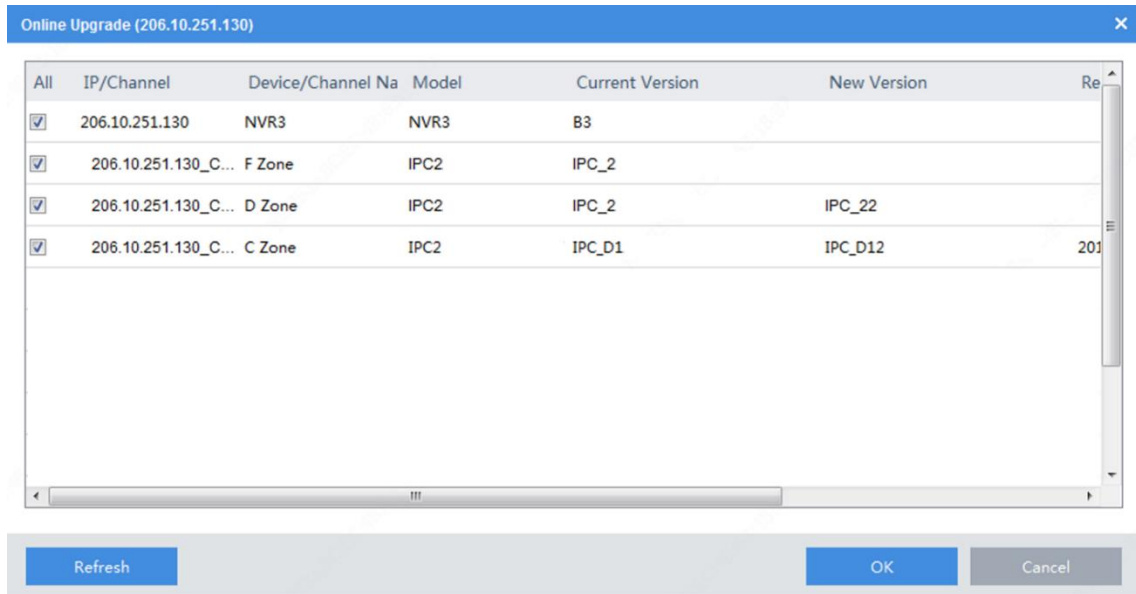 Online Upgrade (206.10.251.130)
All IP/Channel Device/Channel Na Model Current Version New Version Re
206.10.251.130 NVR3 NVR3 B3
206.10.251.130_C... F Zone IPC2 IPC_2
206.10.251.130_C... D Zone IPC2 IPC_2 IPC_22
206.10.251.130_C... C Zone IPC2 IPC_D1 IPC_D12 201
Refresh OK Cancel